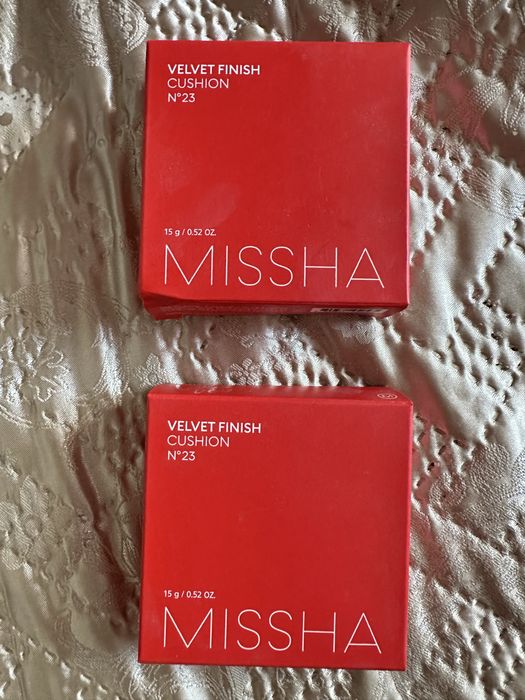 VELVET FINISH
CUSHION
N°23
15 g / 0.52 OZ.
MISSHA
VELVET FINISH
CUSHION
N°23
15 g / 0.52 OZ.
MISSHA